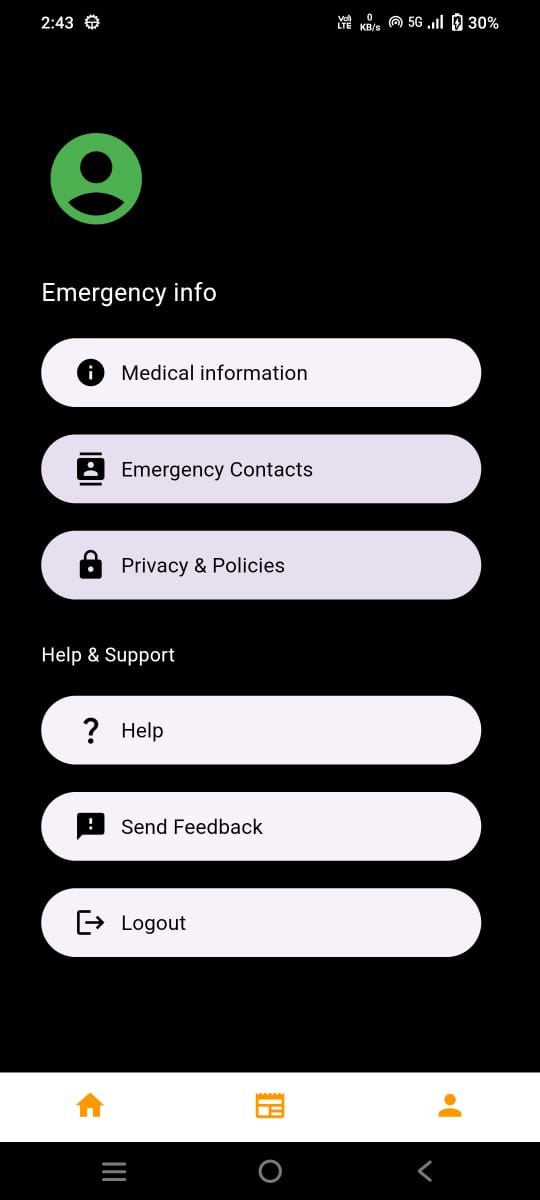 2:43 VoA LTE 0 KB/s 5G 30%
Emergency info
Medical information
Emergency Contacts
Privacy & Policies
Help & Support
Help
Send Feedback
Logout